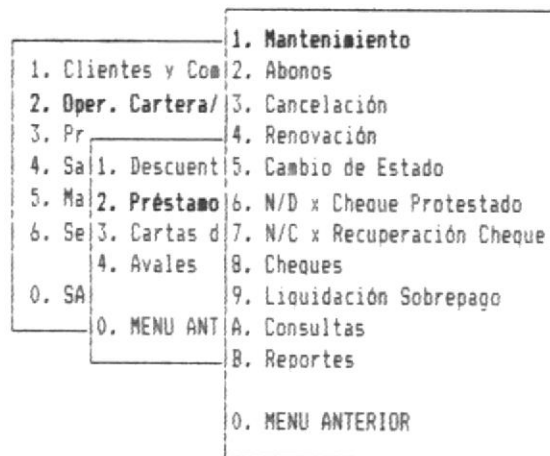 1. Clientes y Com
2. Oper. Cartera/
3. Pr
4. Sa
5. Ma
6. Se
0. SA
1. Descuent
2. Préstamo
3. Cartas d
4. Avales
0. MENU ANT
1. Mantenimiento
2. Abonos
3. Cancelación
4. Renovación
5. Cambio de Estado
6. N/D x Cheque Protestado
7. N/C x Recuperación Cheque
8. Cheques
9. Liquidación Sobrepago
A. Consultas
B. Reportes
0. MENU ANTERIOR